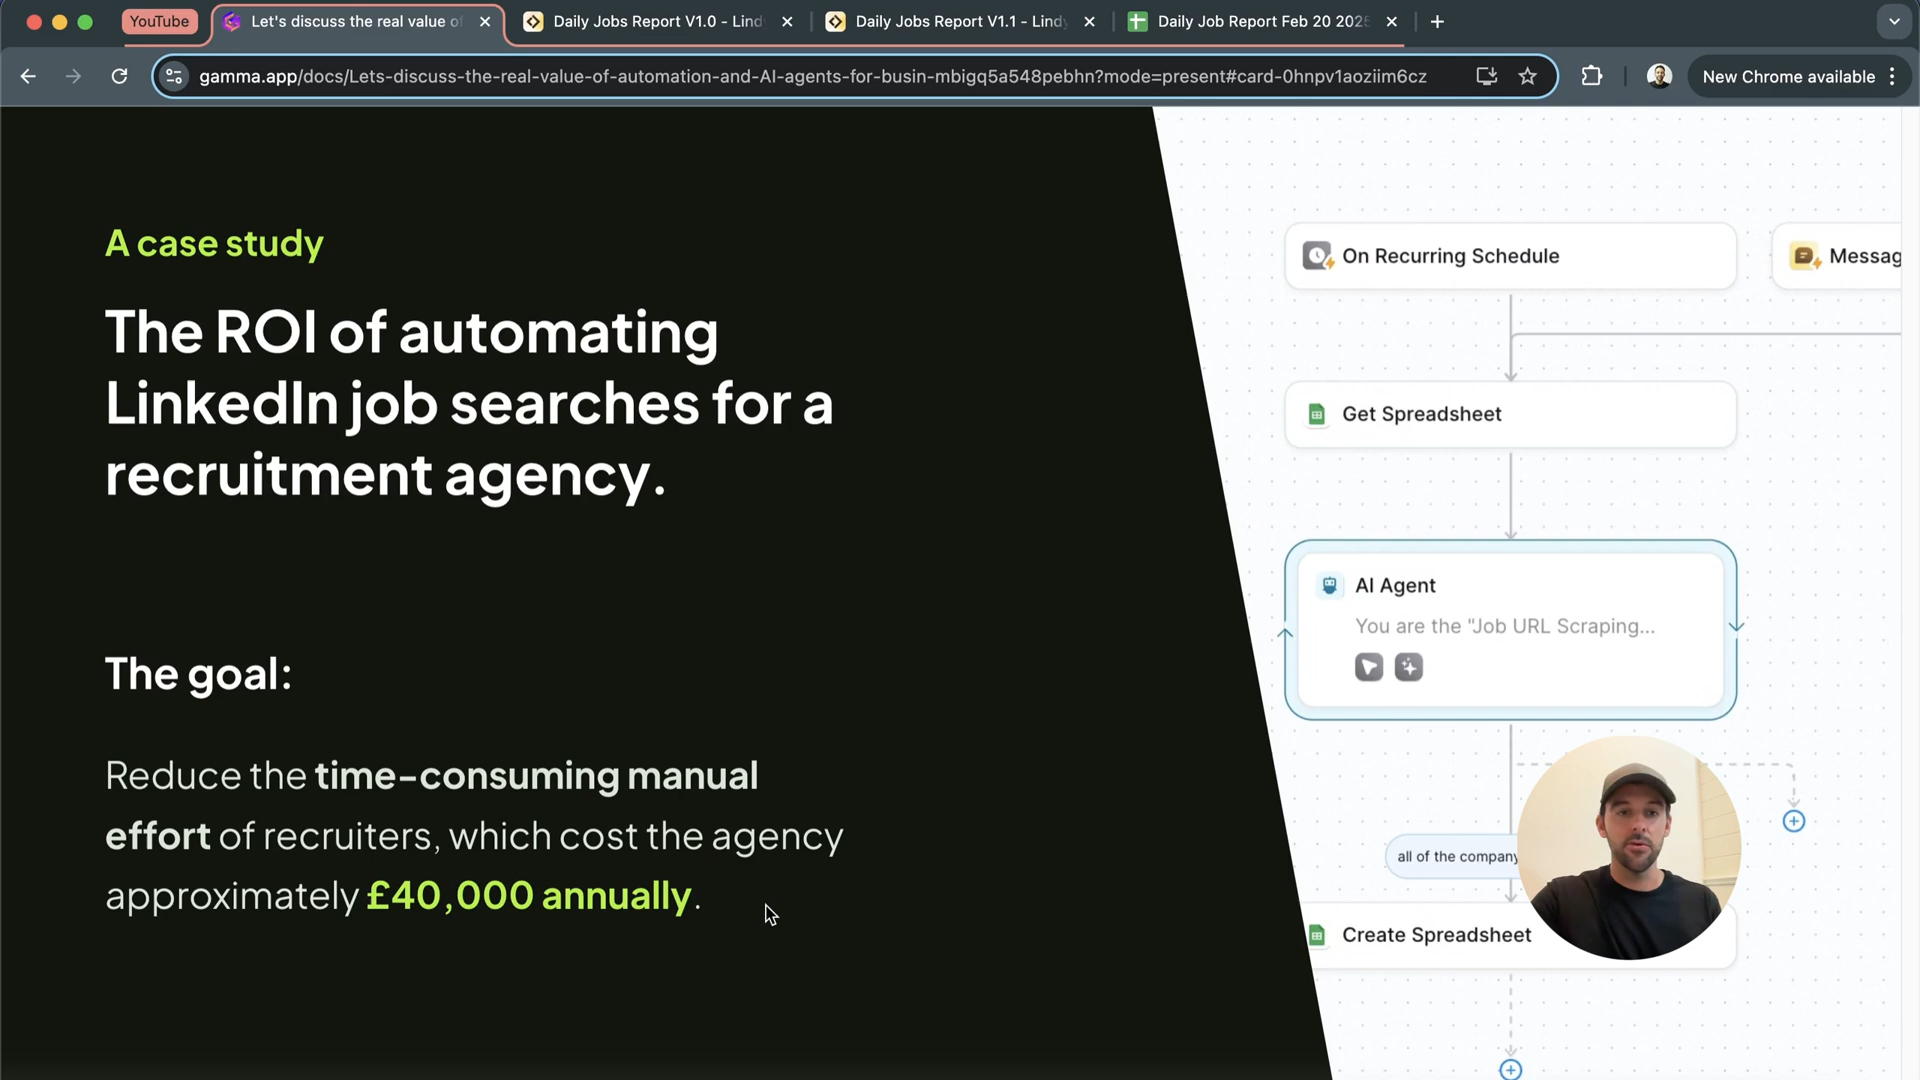 YouTube
Let's discuss the real value of
Daily Jobs Report V1.0 - Lind
Daily Jobs Report V1.1 - Lindy
Daily Job Report Feb 20 2025
gamma.app/docs/Lets-discuss-the-real-value-of-automation-and-AI-agents-for-busin-mbigq5a548pebhn?mode=present#card-0hnpv1aoziim6cz
New Chrome available
A case study
The ROI of automating
LinkedIn job searches for a
recruitment agency.
The goal:
Reduce the time-consuming manual
effort of recruiters, which cost the agency
approximately £40,000 annually.
On Recurring Schedule
Messag
Get Spreadsheet
AI Agent
You are the "Job URL Scraping...
all of the company
Create Spreadsheet